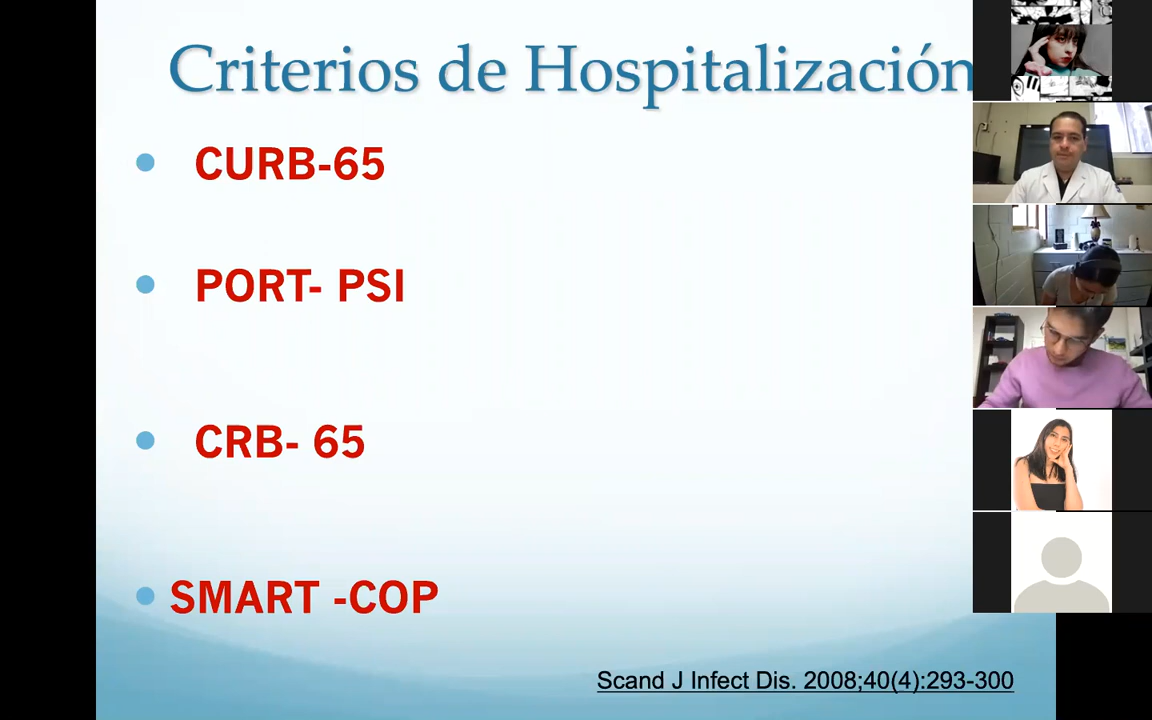 Criterios de Hospitalización
CURB-65
PORT- PSI
CRB- 65
SMART -COP
Scand J Infect Dis. 2008;40(4):293-300